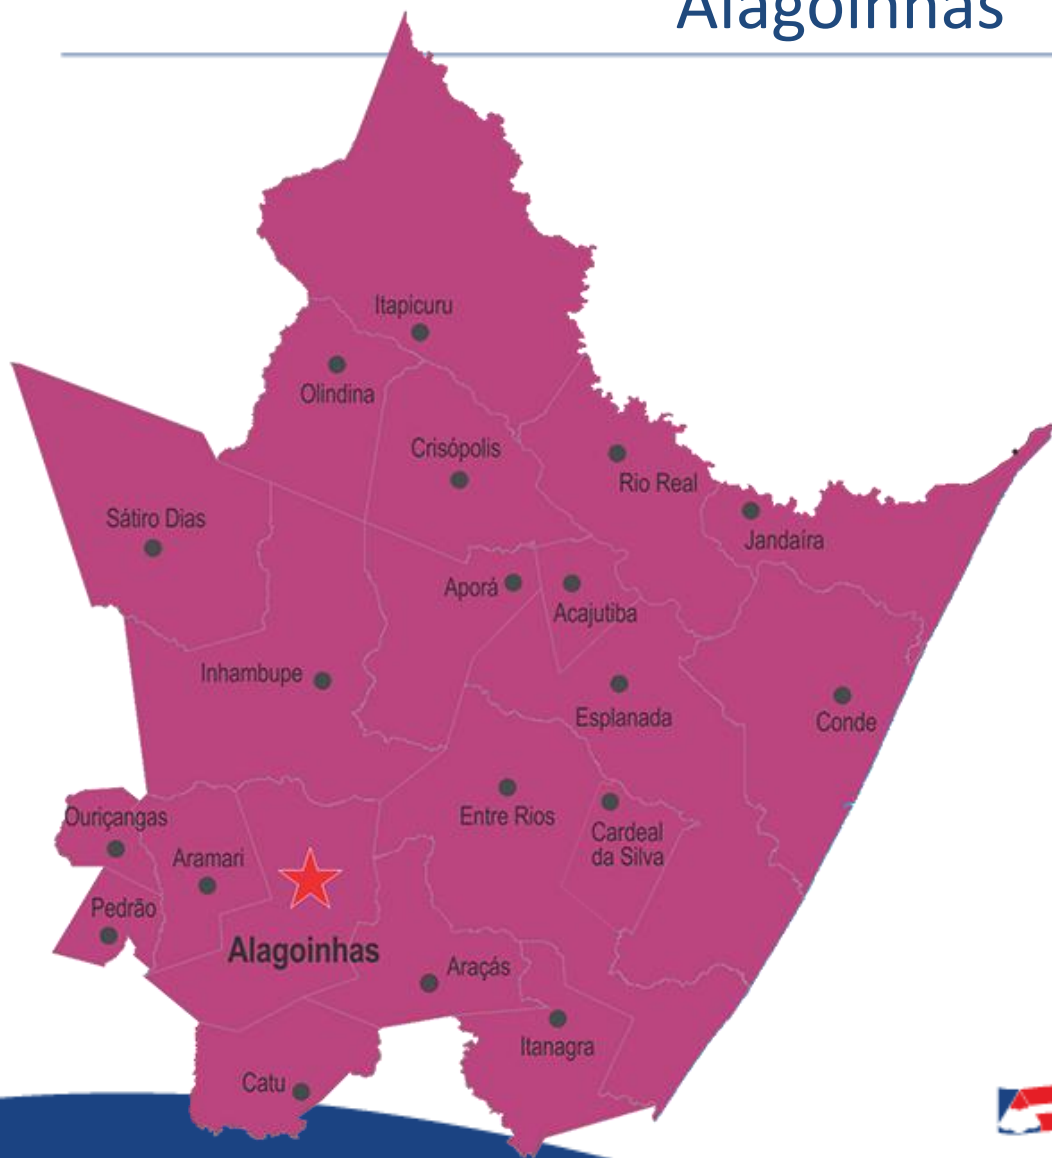 Alagoinhas
Itapicuru
Olindina
Crisópolis
Rio Real
Sátiro Dias
Jandaíra
Aporá
Acajutiba
Inhambupe
Esplanada
Conde
Ouriçangas
Entre Rios
Cardeal
da Silva
Aramari
Pedrão
Alagoinhas
Araçás
Itanagra
Catu